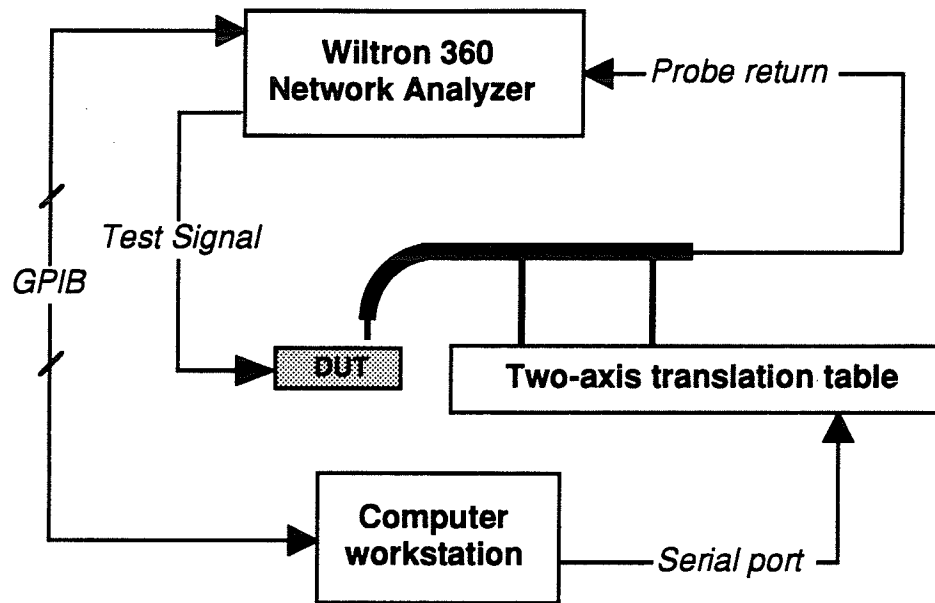 Wiltron 360
Network Analyzer
Probe return
Test Signal
GPIB
DUT
Two-axis translation table
Computer
workstation
Serial port